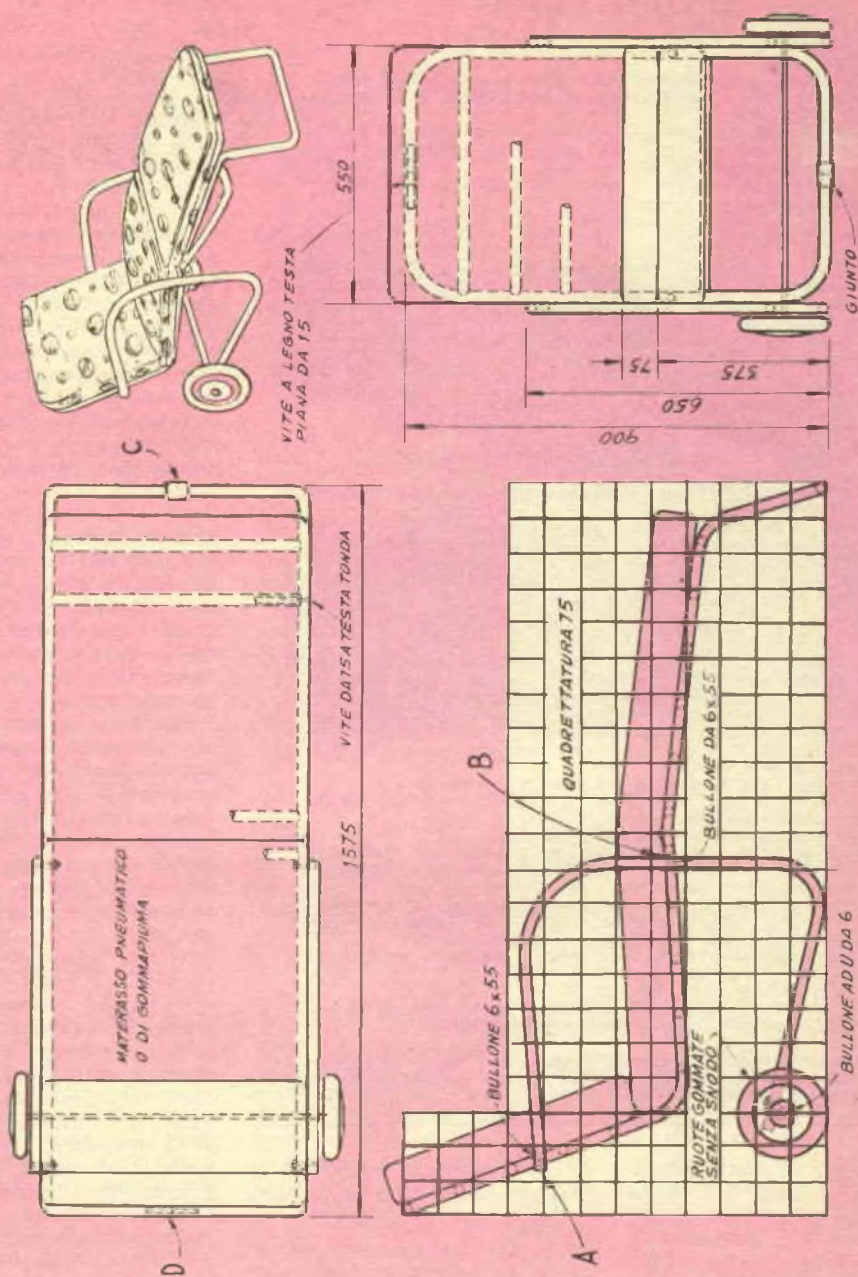 D
C
MATERASSO PNEUMATICO
O DI GOMMAPIUMA
VITE DA 15 A TESTA TONDA
1575
VITE A LEGNO TESTA
PIANA DA 15
A
BULLONE 6x55
B
QUADRETTATURA 75
BULLONE DA 6x55
RUOTE GOMMATE
SENZA SNODO
BULLONE AD U DA 6
550
900
650
75
575
GIUNTO